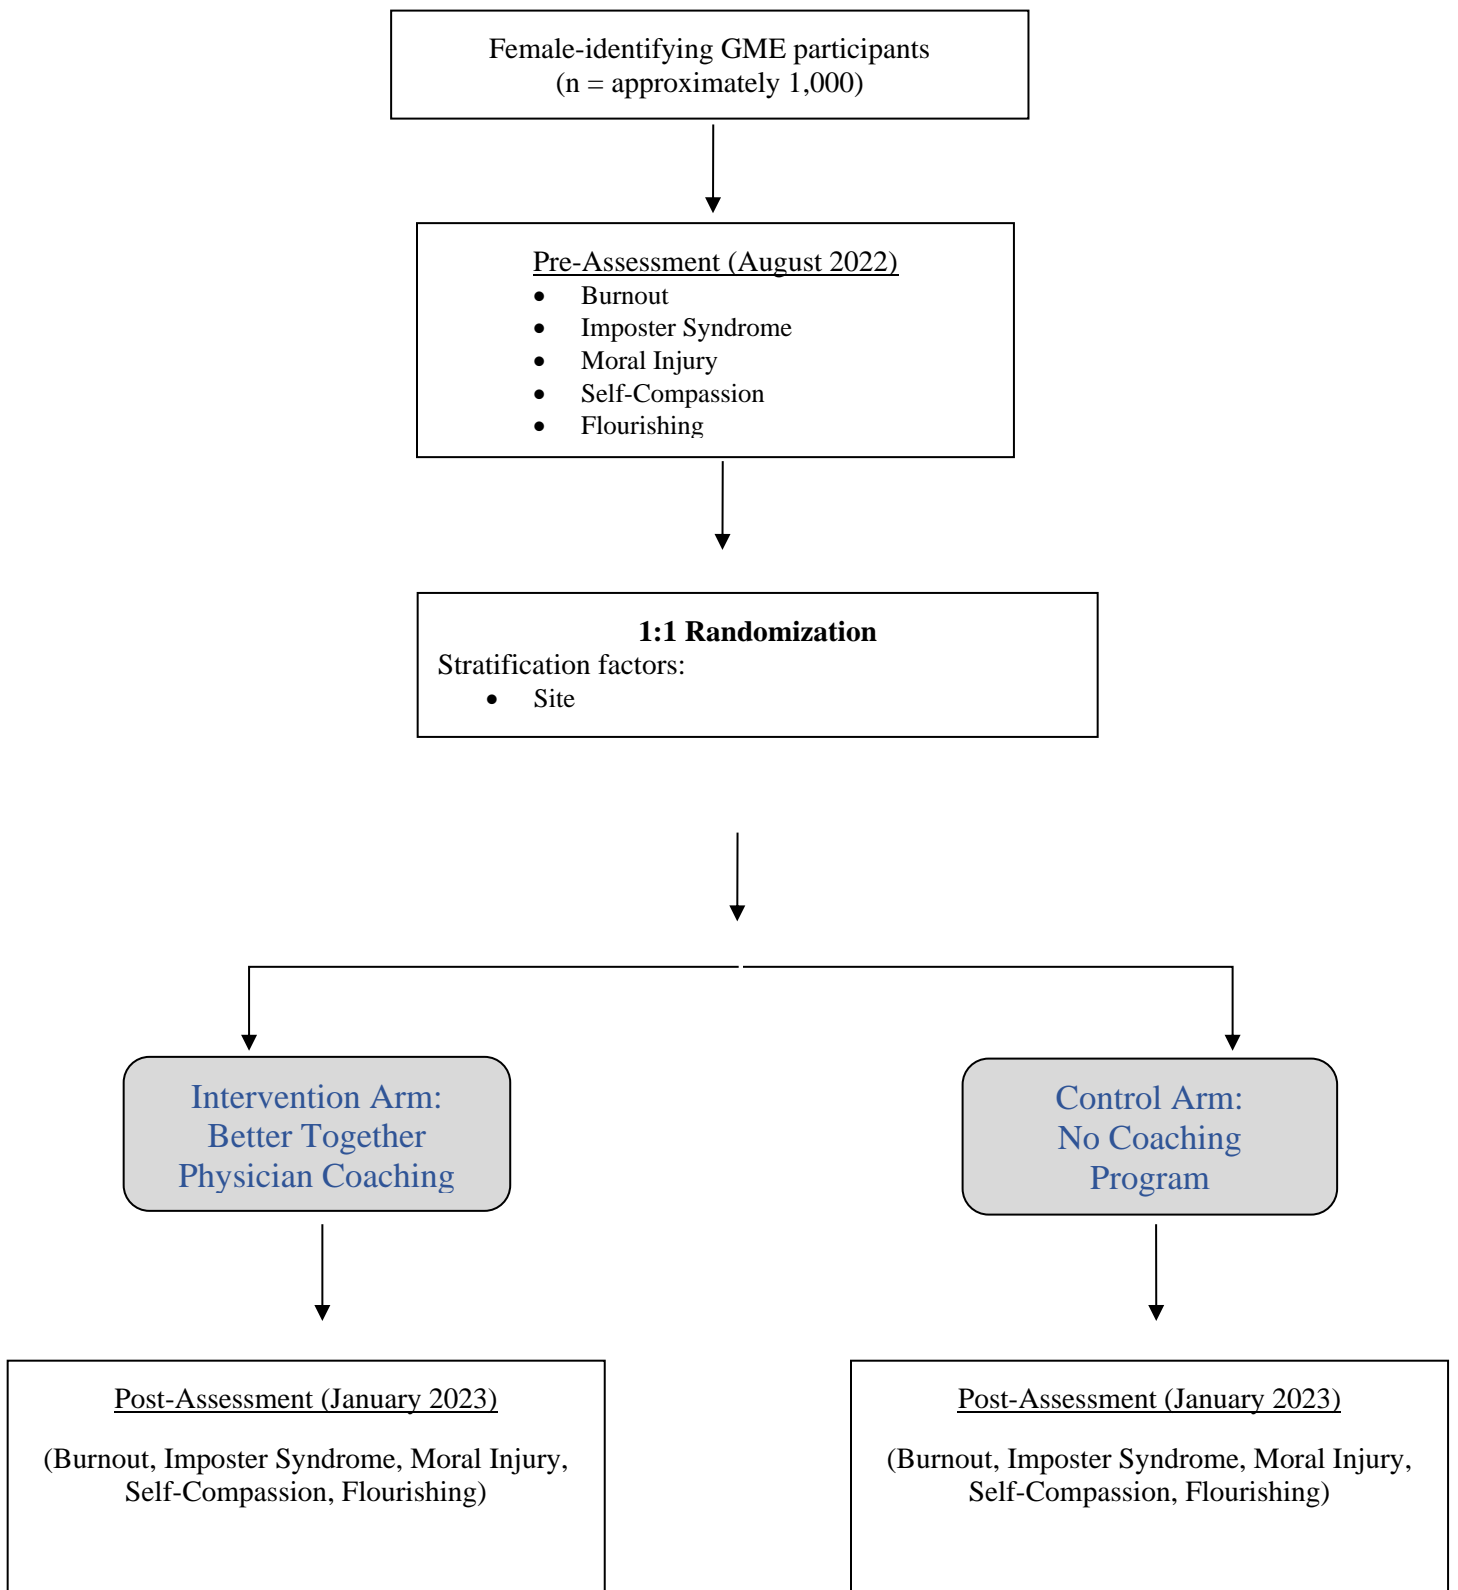 Female-identifying GME participants
(n = approximately 1,000)
Pre-Assessment (August 2022)
• Burnout
• Imposter Syndrome
• Moral Injury
• Self-Compassion
• Flourishing
1:1 Randomization
Stratification factors:
• Site
Intervention Arm:
Better Together
Physician Coaching
Control Arm:
No Coaching
Program
Post-Assessment (January 2023)
(Burnout, Imposter Syndrome, Moral Injury,
Self-Compassion, Flourishing)
Post-Assessment (January 2023)
(Burnout, Imposter Syndrome, Moral Injury,
Self-Compassion, Flourishing)